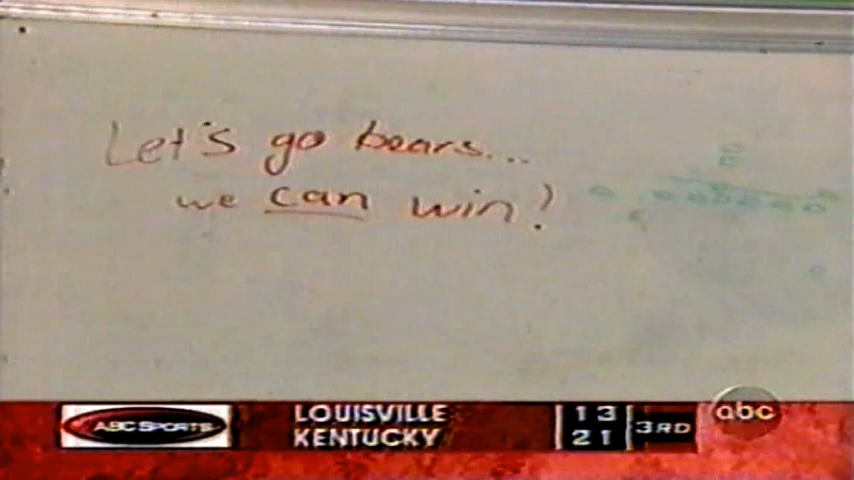 Let's go bears...
we can win!
ABC SPORTS
LOUISVILLE 13
KENTUCKY 21
3RD
abc